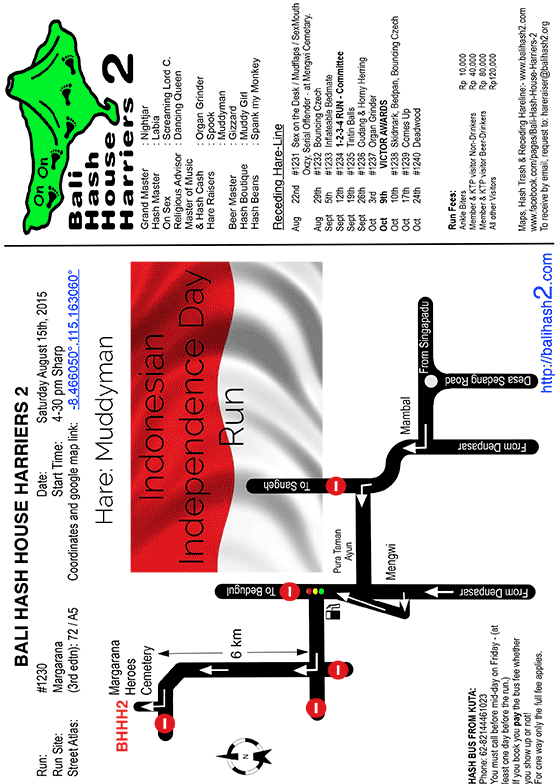 BALI HASH HOUSE HARRIERS 2
Run: #1230
Run Site: Margarana
Street Atlas: (3rd edtn): 72 / A5
Date: Saturday August 15th, 2015
Start Time: 4-30 pm Sharp
Coordinates and google map link: -8.466050° ,115.163060°
Hare: Muddyman
Indonesian
Independence Day
Run
BHHH2
Margarana
Heroes
Cemetery
6 km
To Bedugul
Pura Taman
Ayun
Mengwi
To Sangeh
Mambal
From Singapadu
Desa Sedang Road
From Denpasar
From Denpasar
HASH BUS FROM KUTA:
Phone: 62-82144461023
You must call before mid-day on Friday - (at
least one day before the run.)
If you book you pay the bus fee whether
you show up or not!
For one way only the full fee applies.
http://balihash2.com
On On
Bali
Hash
House
Harriers 2
Grand Master : Nightjar
Hash Master : Labia
On Sex : Screaming Lord C.
Religious Advisor : Dancing Queen
Master of Music
& Hash Cash : Organ Grinder
Hare Raisers : Spook
: Muddyman
Beer Master : Gizzard
Hash Boutique : Muddy Girl
Hash Beans : Spank my Monkey
Receding Hare-Line
Aug 22nd #1231 Sex on the Desk / Mudflaps / SexMouth
Ozzy, Serial Offender - at Mengwi Cemetary.
Aug 29th #1232 Bouncing Czech
Sept 5th #1233 Inflateable Bedmate
Sept 12th #1234 1-2-3-4 RUN - Committee
Sept 19th #1235 Tintin Balls
Sept 26th #1236 Gudang & Horny Herring
Oct 3rd #1237 Organ Grinder
Oct 9th VICTOR AWARDS
Oct 10th #1238 Skidmark, Bedpan, Bouncing Czech
Oct 17th #1239 Comes Up
Oct 24th #1240 Deadwood
Run Fees:
Ankle Biters Rp 10,000
Member & KTP visitor Non-Drinkers Rp 40,000
Member & KTP visitor Beer-Drinkers Rp 80,000
All other Visitors Rp120,000
Maps, Hash Trash & Receding Hareline:- www.balihash2.com
www.facebook.com/pages/Bali-Hash-House-Harriers-2
To receive by email, request to: hareraiser@balihash2.org